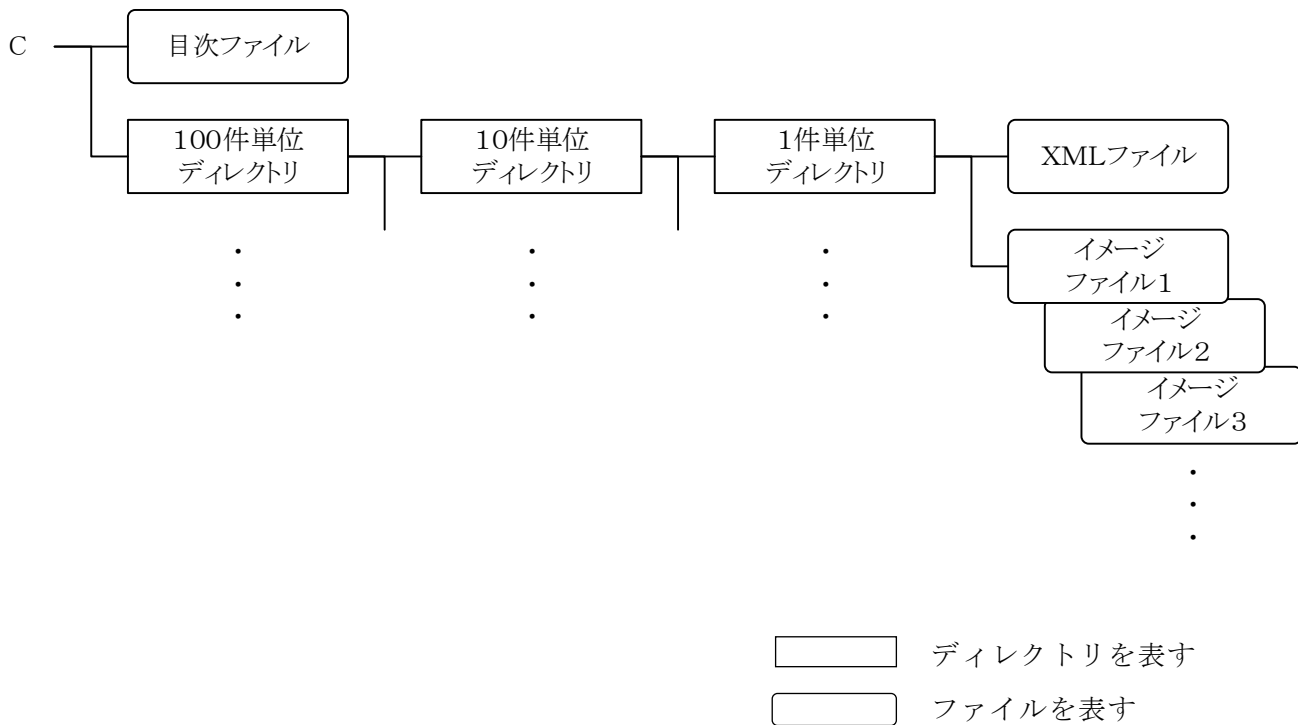 C
目次ファイル
100件単位
ディレクトリ
10件単位
ディレクトリ
1件単位
ディレクトリ
XMLファイル
イメージ
ファイル1
イメージ
ファイル2
イメージ
ファイル3
ディレクトリを表す
ファイルを表す